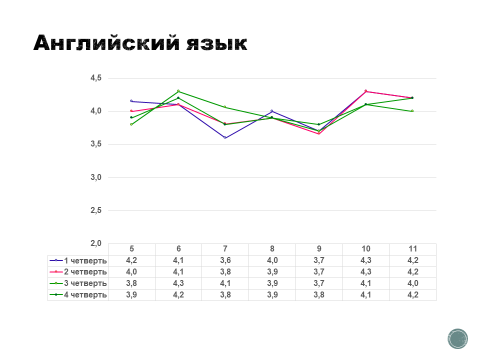 Английский язык
4,5
4,0
3,5
3,0
2,5
2,0
5 6 7 8 9 10 11
1 четверть 4,2 4,1 3,6 4,0 3,7 4,3 4,2
2 четверть 4,0 4,1 3,8 3,9 3,7 4,3 4,2
3 четверть 3,8 4,3 4,1 3,9 3,7 4,1 4,0
4 четверть 3,9 4,2 3,8 3,9 3,8 4,1 4,2